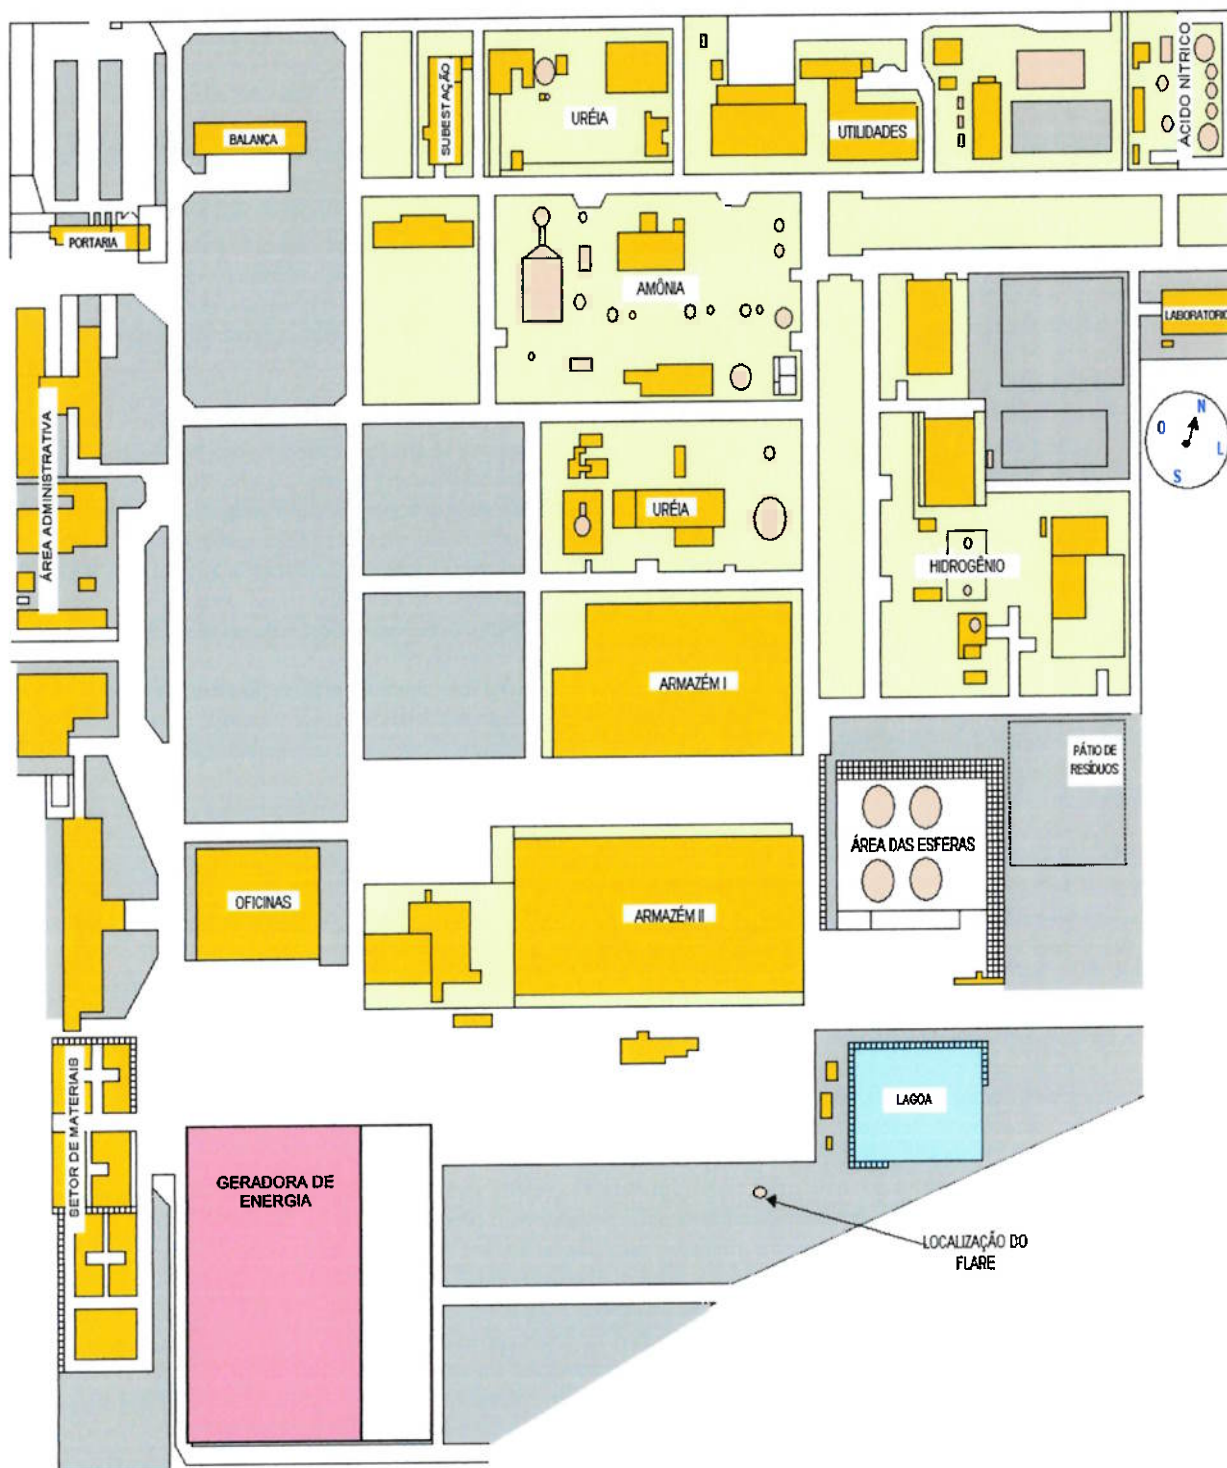 SUBESTAÇÃO
URÉIA
BALANÇA
UTILIDADES
ÁCIDO NÍTRICO
PORTARIA
AMÔNIA
LABORATORIO
N
O
L
S
ÁREA ADMINISTRATIVA
URÉIA
HIDROGÊNIO
ARMAZÉM I
PÁTIO DE
RESÍDUOS
ÁREA DAS ESFERAS
OFICINAS
ARMAZÉM II
SETOR DE MATERIAIS
LAGOA
GERADORA DE
ENERGIA
LOCALIZAÇÃO DO
FLARE